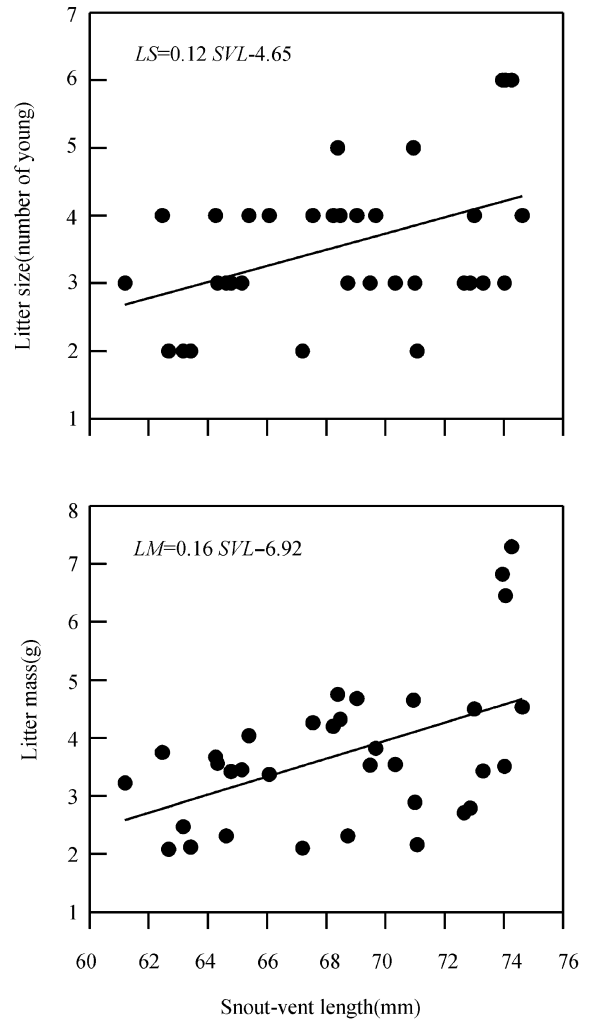 7
LS=0.12 SVL-4.65
6
5
4
3
2
1
Litter size(number of young)
8
LM=0.16 SVL–6.92
7
6
5
4
3
2
1
Litter mass(g)
60 62 64 66 68 70 72 74 76
Snout-vent length(mm)